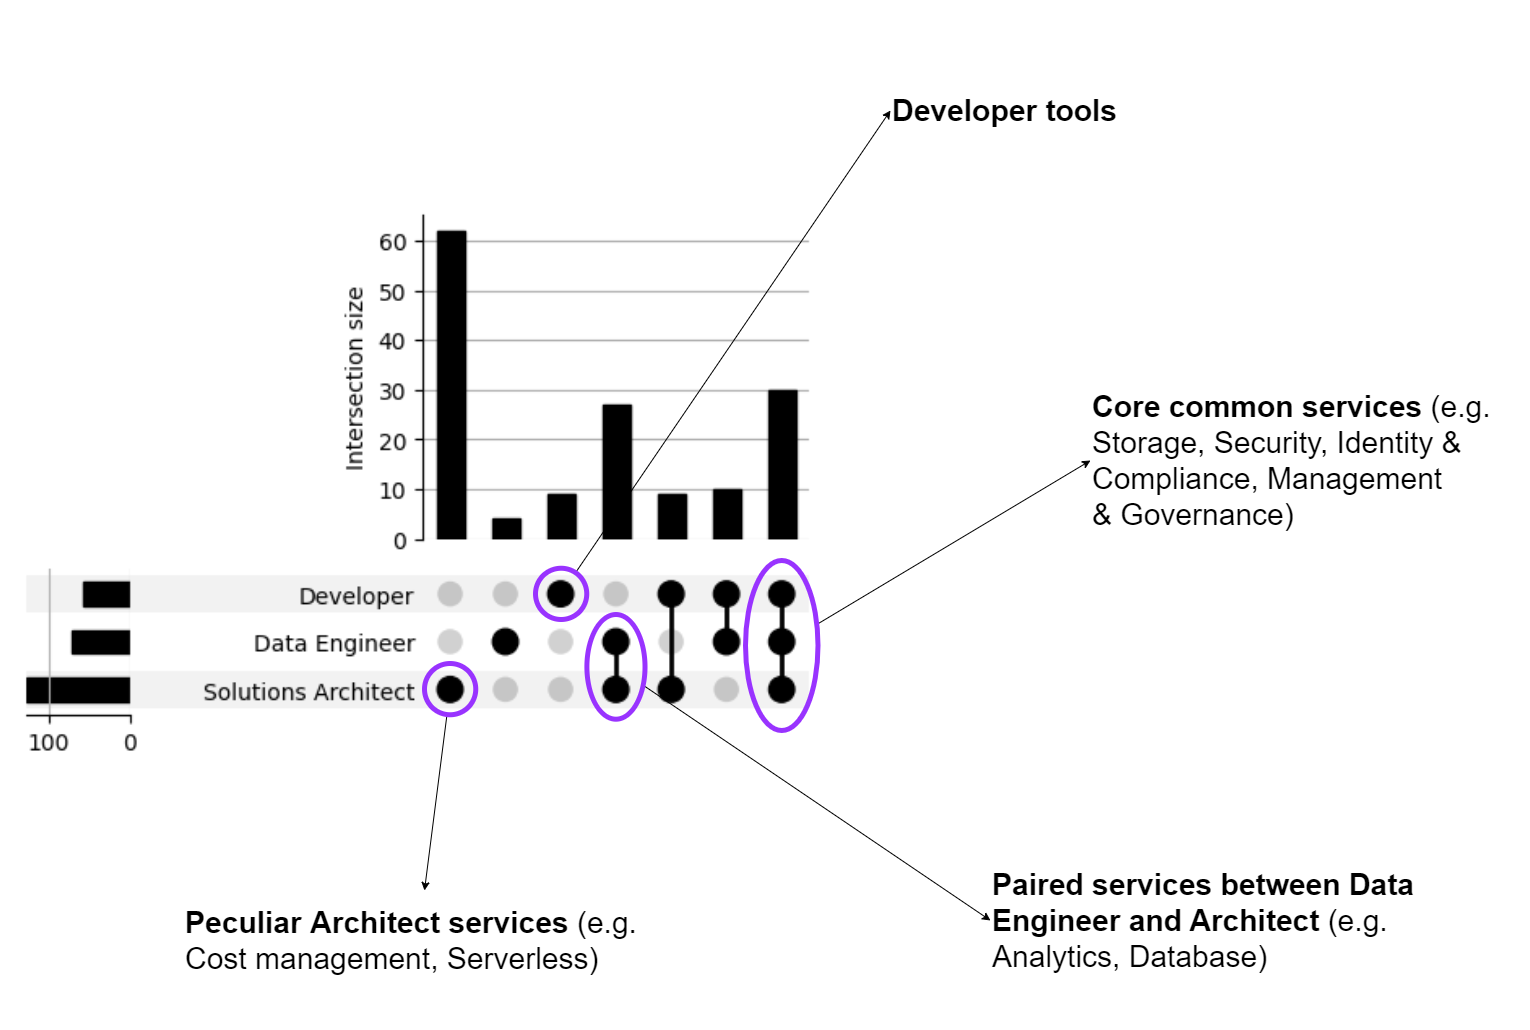 Developer tools
60
50
40
30
20
10
0
Intersection size
Core common services (e.g.
Storage, Security, Identity &
Compliance, Management
& Governance)
Developer
Data Engineer
Solutions Architect
100 0
Paired services between Data
Engineer and Architect (e.g.
Analytics, Database)
Peculiar Architect services (e.g.
Cost management, Serverless)